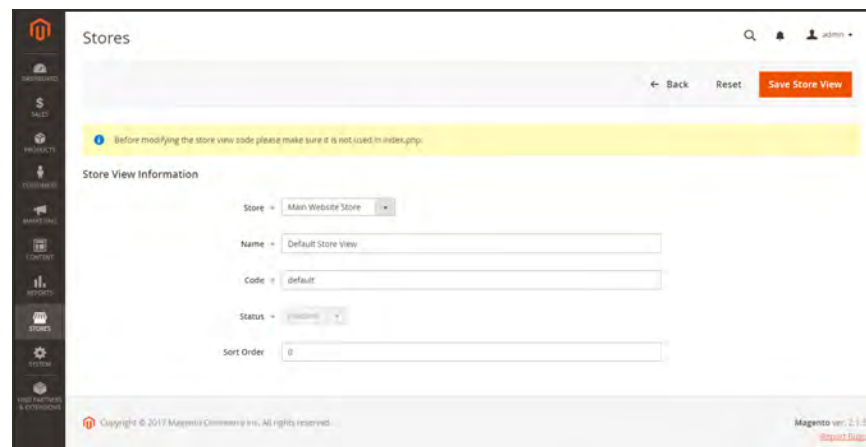 Stores
admin
DASHBOARD
SALES
PRODUCTS
CUSTOMERS
MARKETING
CONTENT
REPORTS
STORES
SYSTEM
FIND PARTNERS
& EXTENSIONS
← Back Reset Save Store View
Before modifying the store view code please make sure it is not used in index.php.
Store View Information
Store * Main Website Store
Name * Default Store View
Code * default
Status *
Sort Order 0
Copyright © 2017 Magento Commerce Inc. All rights reserved.
Magento ver.
Report Bugs